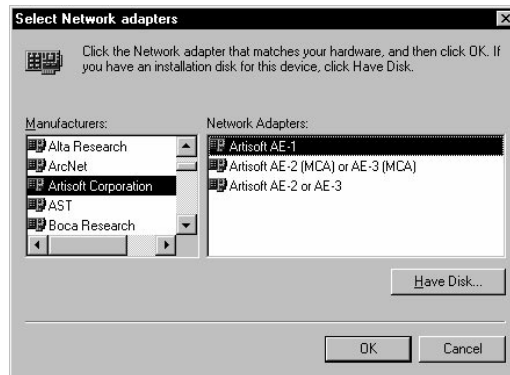 Select Network adapters
Click the Network adapter that matches your hardware, and then click OK. If
you have an installation disk for this device, click Have Disk.
Manufacturers:
Alta Research
ArcNet
Artisoft Corporation
AST
Boca Research
Network Adapters:
Artisoft AE-1
Artisoft AE-2 (MCA) or AE-3 (MCA)
Artisoft AE-2 or AE-3
Have Disk...
OK
Cancel